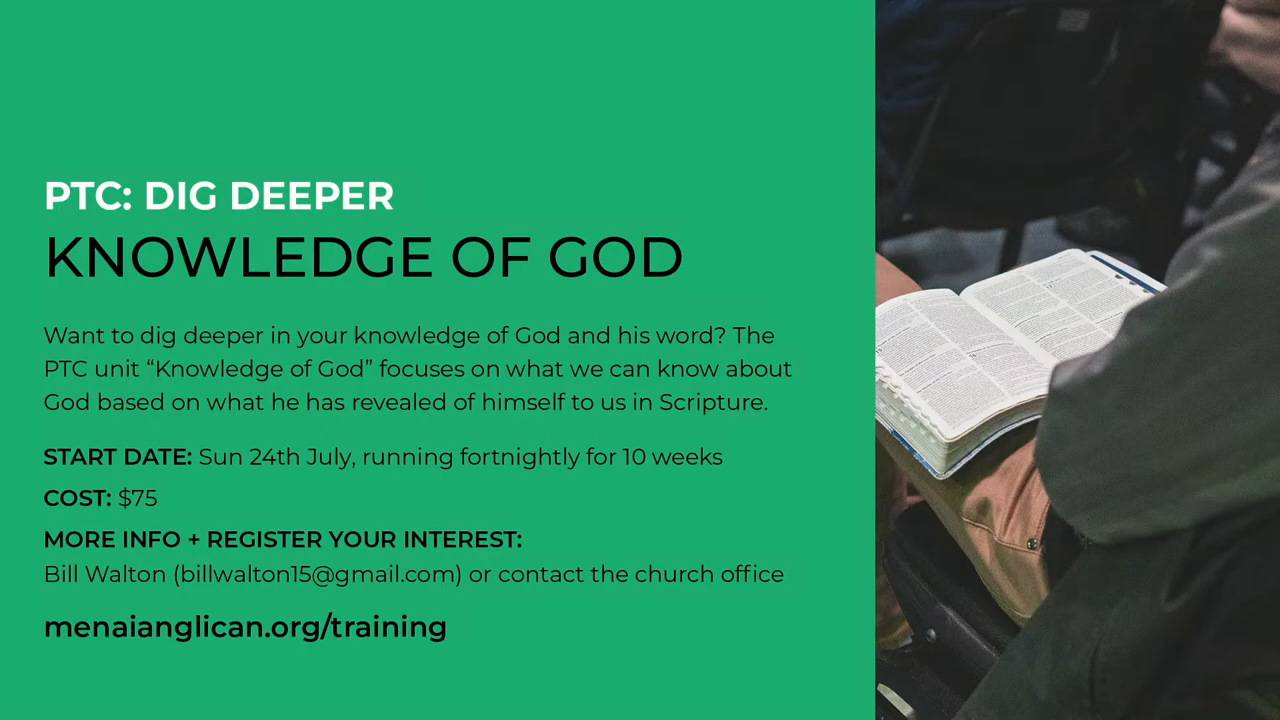 PTC: DIG DEEPER
KNOWLEDGE OF GOD
Want to dig deeper in your knowledge of God and his word? The
PTC unit “Knowledge of God” focuses on what we can know about
God based on what he has revealed of himself to us in Scripture.
START DATE: Sun 24th July, running fortnightly for 10 weeks
COST: $75
MORE INFO + REGISTER YOUR INTEREST:
Bill Walton (billwalton15@gmail.com) or contact the church office
menaianglican.org/training